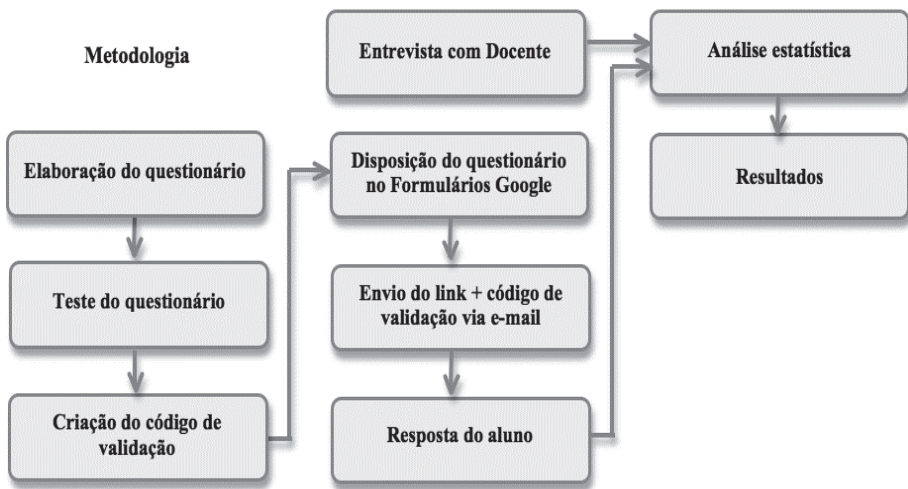 Metodologia
Elaboração do questionário
Teste do questionário
Criação do código de
validação
Entrevista com Docente
Disposição do questionário
no Formulários Google
Envio do link + código de
validação via e-mail
Resposta do aluno
Análise estatística
Resultados